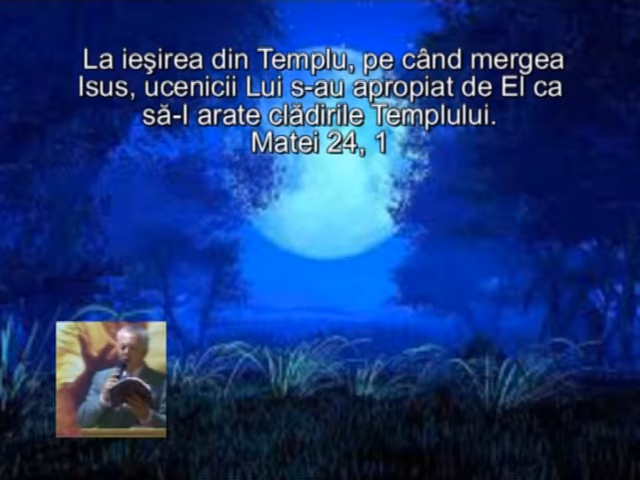 La ieşirea din Templu, pe când mergea
Isus, ucenicii Lui s-au apropiat de El ca
să-I arate clădirile Templului.
Matei 24, 1